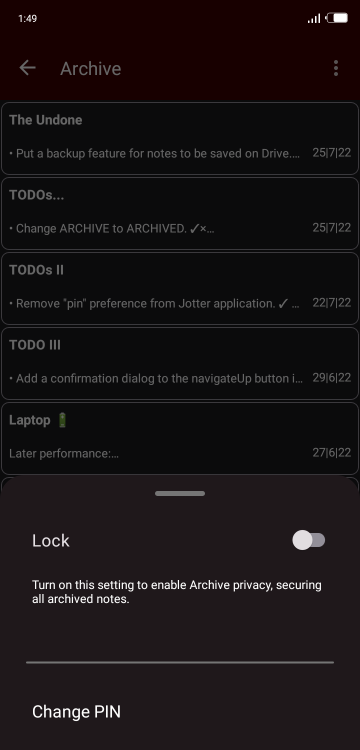 1:49
Archive
The Undone
• Put a backup feature for notes to be saved on Drive.... 25|7|22
TODOs...
• Change ARCHIVE to ARCHIVED. ✓×... 25|7|22
TODOs II
• Remove "pin" preference from Jotter application. ✓ ... 22|7|22
TODO III
• Add a confirmation dialog to the navigateUp button i... 29|6|22
Laptop 🔋
Later performance:... 27|6|22
Lock
Turn on this setting to enable Archive privacy, securing
all archived notes.
Change PIN